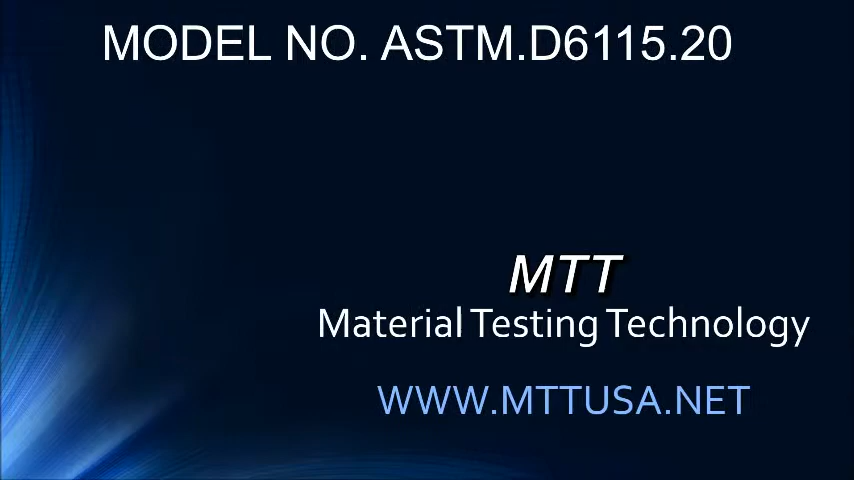 MODEL NO. ASTM.D6115.20
MTT
Material Testing Technology
WWW.MTTUSA.NET